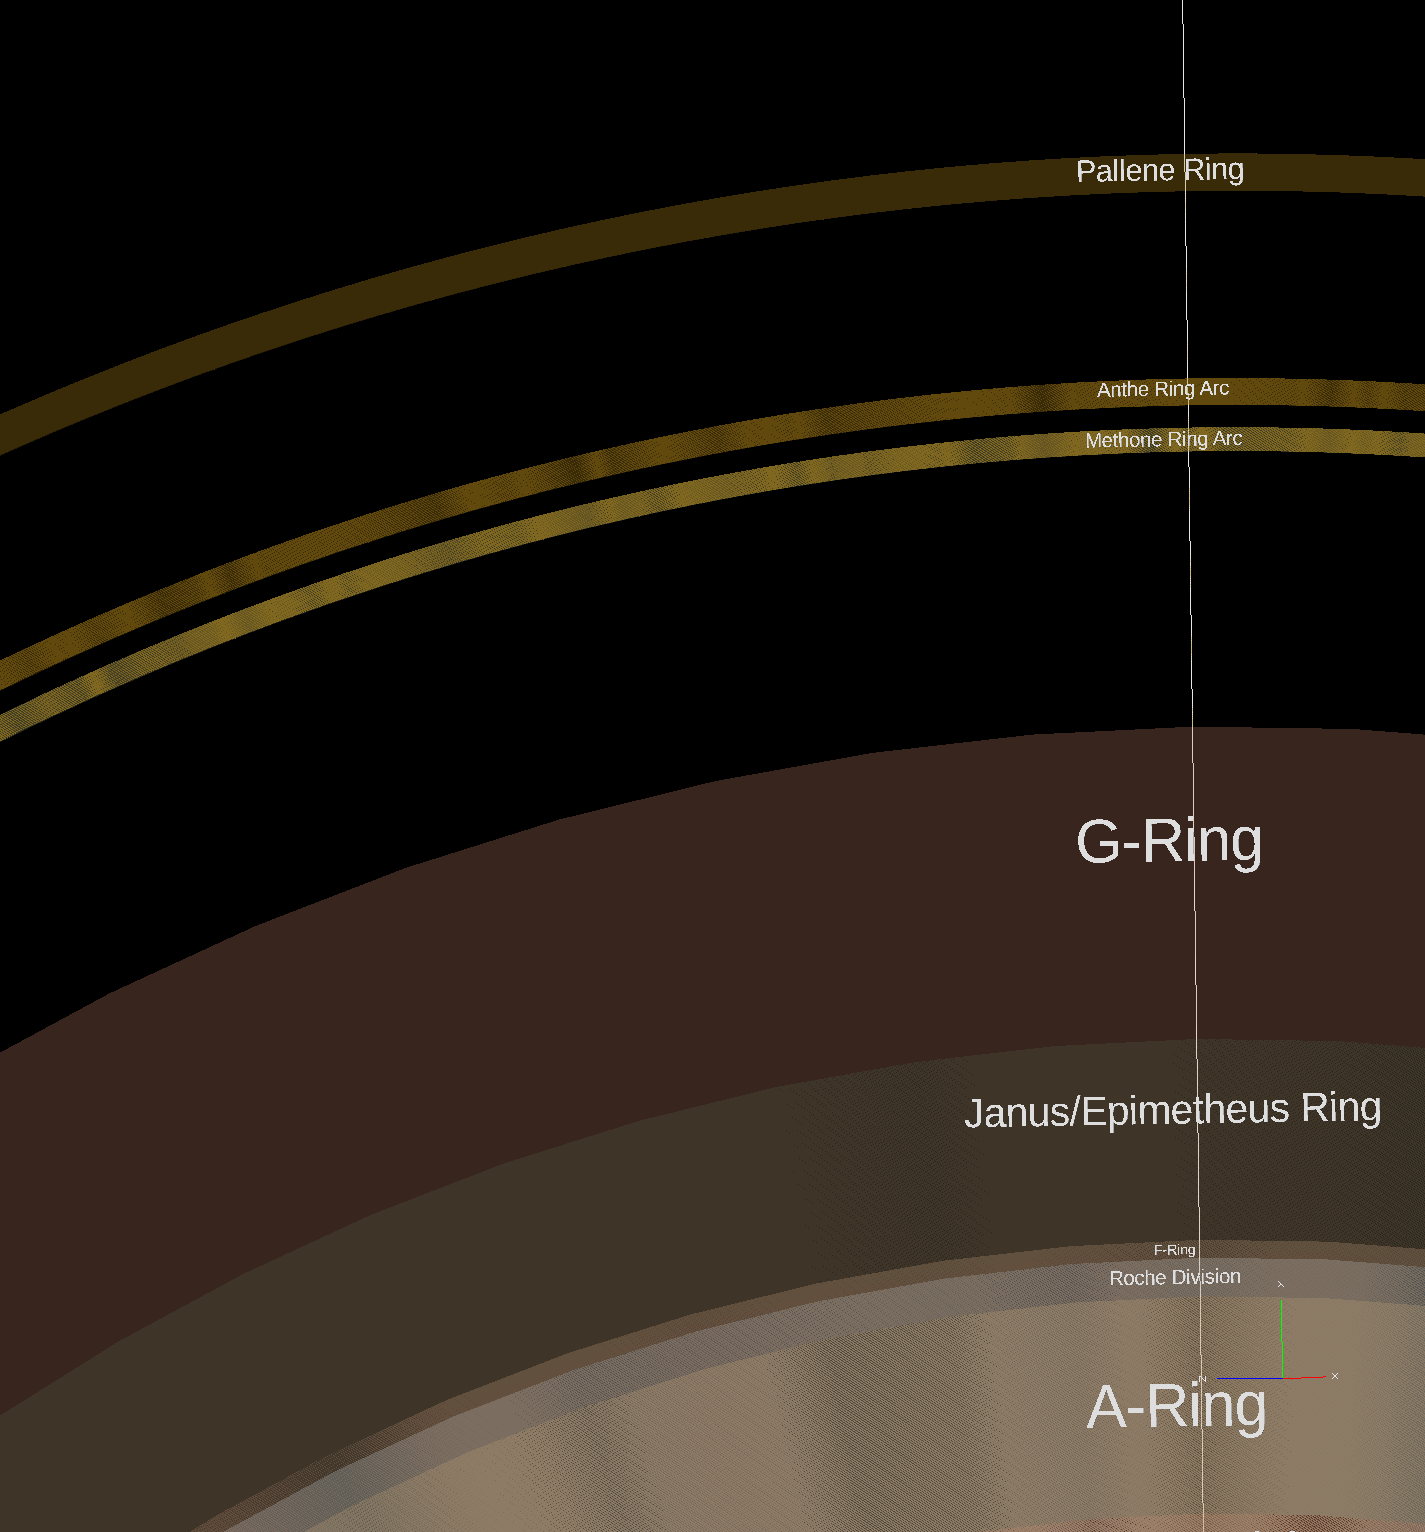 Pallene Ring
Anthe Ring Arc
Methone Ring Arc
G-Ring
Janus/Epimetheus Ring
F-Ring
Roche Division
A-Ring
X